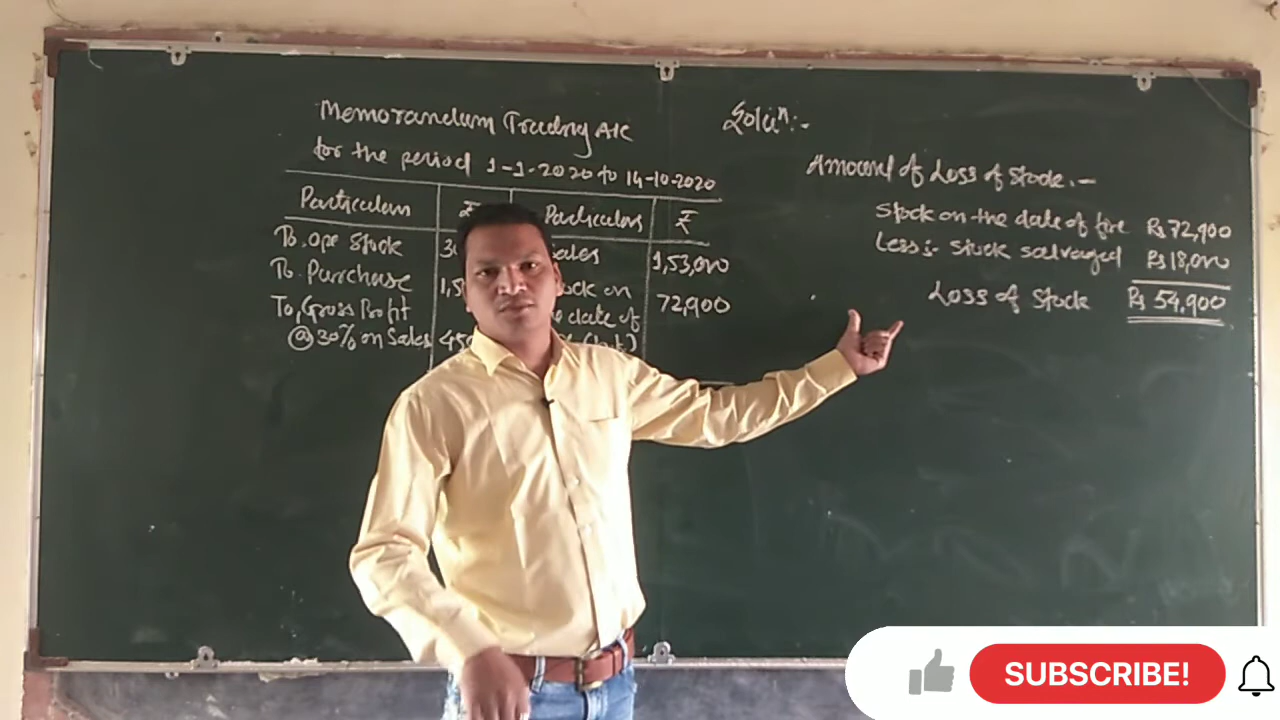 Memorandum Trading A/C
for the period 1-1-2020 to 14-10-2020
Particulars ₹ Particulars ₹
To. Ope Stock 1,53,000
To. Purchase
To, Gross Profit 72,900
@ 30% on Sales date of
Solun:-
Amount of Loss of Stock:-
Stock on the date of fire Rs 72,900
Less:- Stock salvaged Rs 18,000
Loss of Stock Rs 54,900
SUBSCRIBE!